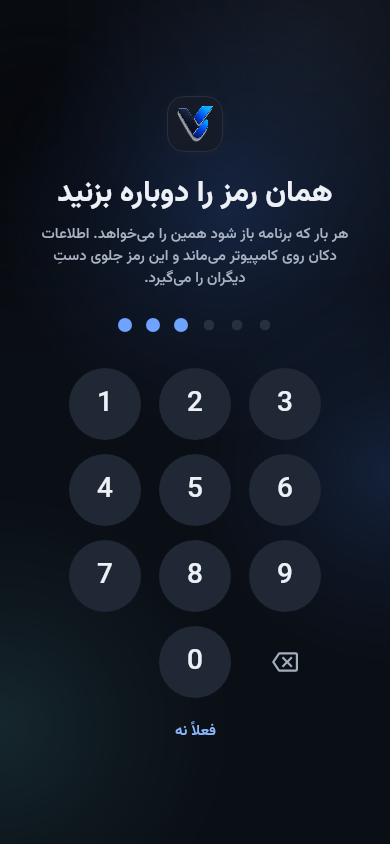 همان رمز را دوباره بزنید
هر بار که برنامه باز شود همین را می‌خواهد. اطلاعات
دکان روی کامپیوتر می‌ماند و این رمز جلوی دستِ
دیگران را می‌گیرد.
1 2 3
4 5 6
7 8 9
0
فعلاً نه